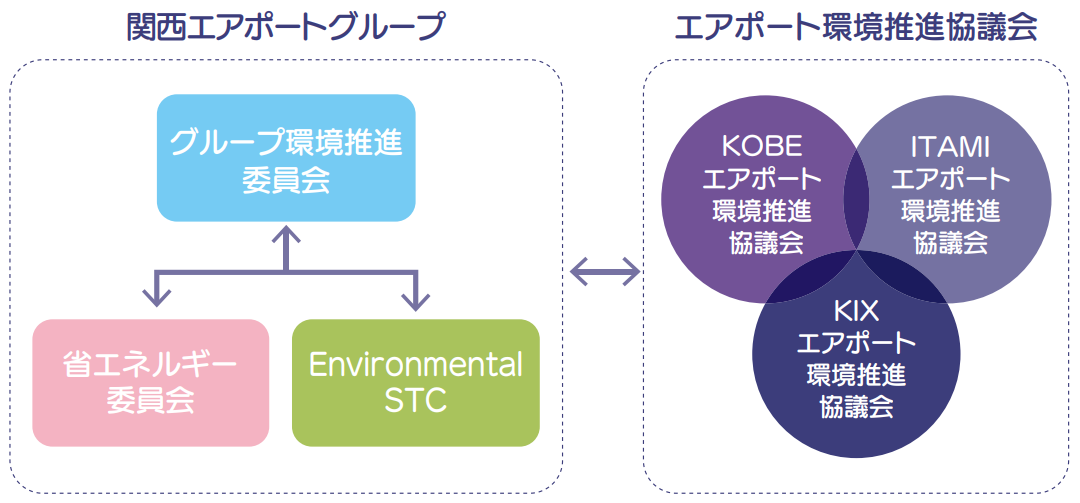 関西エアポートグループ
グループ環境推進
委員会
省エネルギー
委員会
Environmental
STC
エアポート環境推進協議会
KOBE
エアポート
環境推進
協議会
ITAMI
エアポート
環境推進
協議会
KIX
エアポート
環境推進
協議会